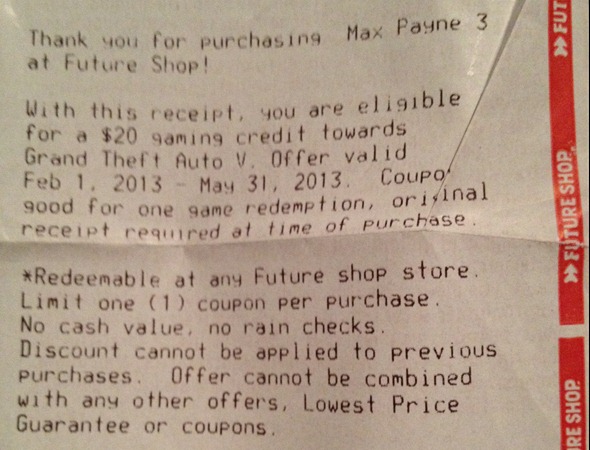 Thank you for purchasing Max Payne 3
at Future Shop!
With this receipt, you are eligible
for a $20 gaming credit towards
Grand Theft Auto V. Offer valid
Feb 1, 2013 - May 31, 2013. Coupo
good for one game redemption, original
receipt required at time of purchase.
*Redeemable at any Future shop store.
Limit one (1) coupon per purchase.
No cash value, no rain checks.
Discount cannot be applied to previous
purchases. Offer cannot be combined
with any other offers, Lowest Price
Guarantee or coupons.
FUT
FUTURE SHOP.
RE SHOP.